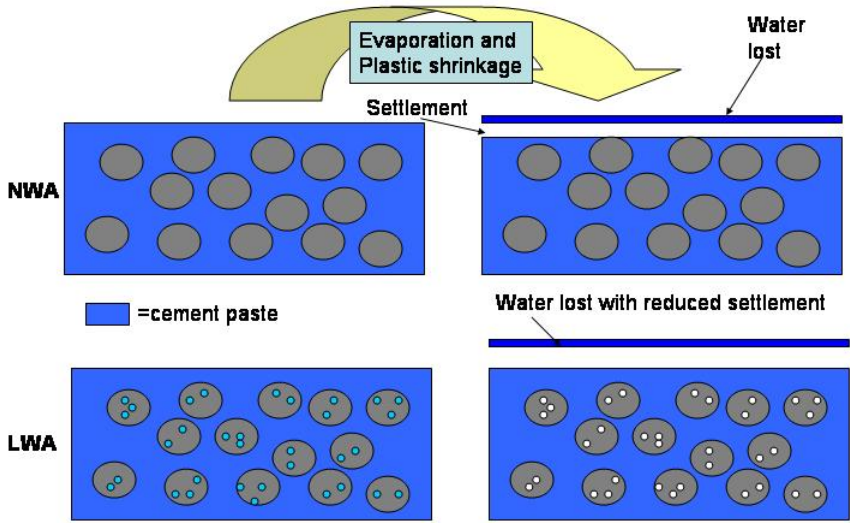 Evaporation and
Plastic shrinkage
Water
lost
Settlement
NWA
=cement paste
Water lost with reduced settlement
LWA